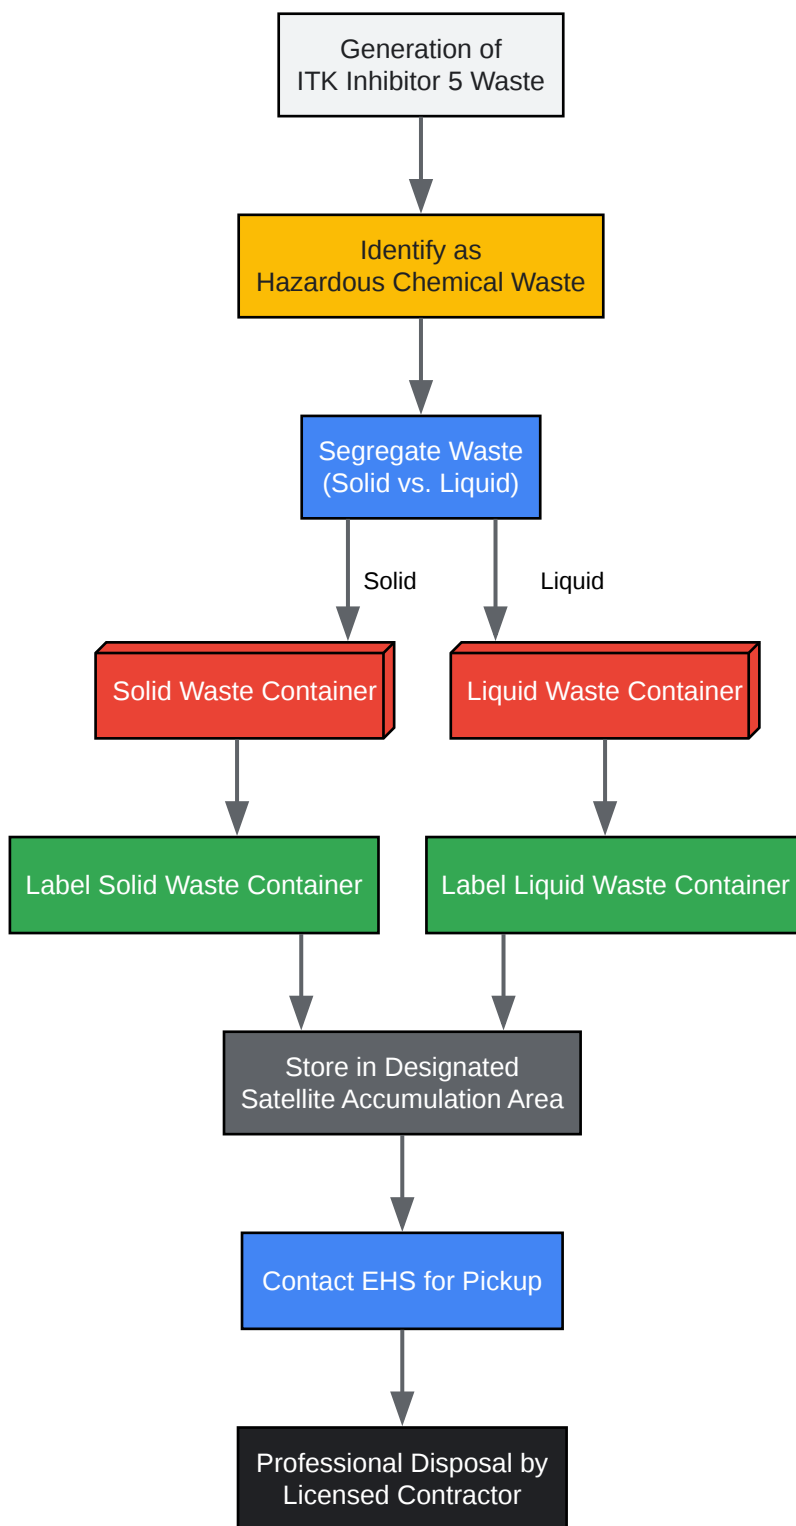 Generation of
ITK Inhibitor 5 Waste
Identify as
Hazardous Chemical Waste
Segregate Waste
(Solid vs. Liquid)
Solid
Liquid
Solid Waste Container
Liquid Waste Container
Label Solid Waste Container
Label Liquid Waste Container
Store in Designated
Satellite Accumulation Area
Contact EHS for Pickup
Professional Disposal by
Licensed Contractor